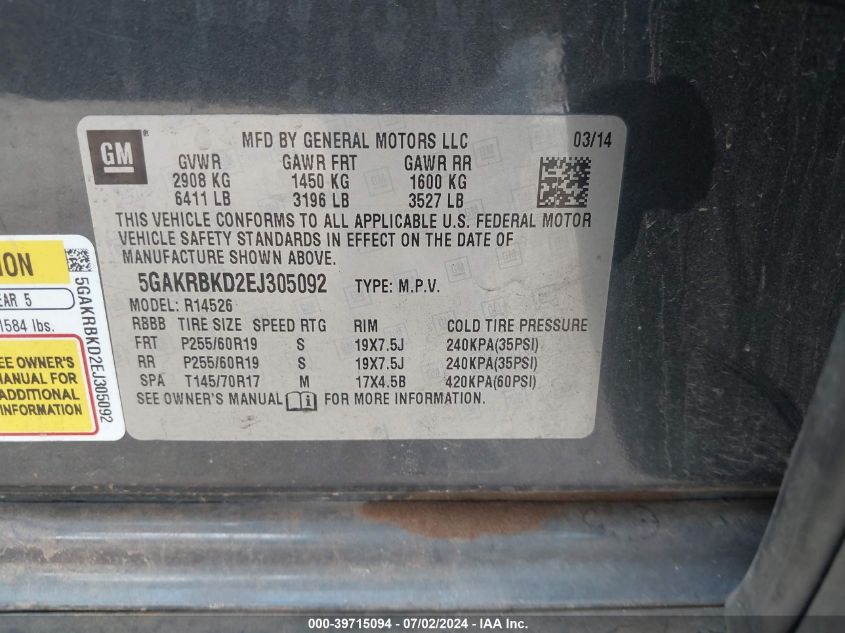 GM ®
MFD BY GENERAL MOTORS LLC 03/14
GVWR GAWR FRT GAWR RR
2908 KG 1450 KG 1600 KG
6411 LB 3196 LB 3527 LB
THIS VEHICLE CONFORMS TO ALL APPLICABLE U.S. FEDERAL MOTOR
VEHICLE SAFETY STANDARDS IN EFFECT ON THE DATE OF
MANUFACTURE SHOWN ABOVE.
5GAKRBKD2EJ305092 TYPE: M.P.V.
MODEL: R14526
RBBB TIRE SIZE SPEED RTG RIM COLD TIRE PRESSURE
FRT P255/60R19 S 19X7.5J 240KPA(35PSI)
RR P255/60R19 S 19X7.5J 240KPA(35PSI)
SPA T145/70R17 M 17X4.5B 420KPA(60PSI)
SEE OWNER'S MANUAL i FOR MORE INFORMATION.
ION
EAR 5
1584 lbs.
EE OWNER'S
MANUAL FOR
ADDITIONAL
INFORMATION
5GAKRBKD2EJ305092
000-39715094 - 07/02/2024 - IAA Inc.